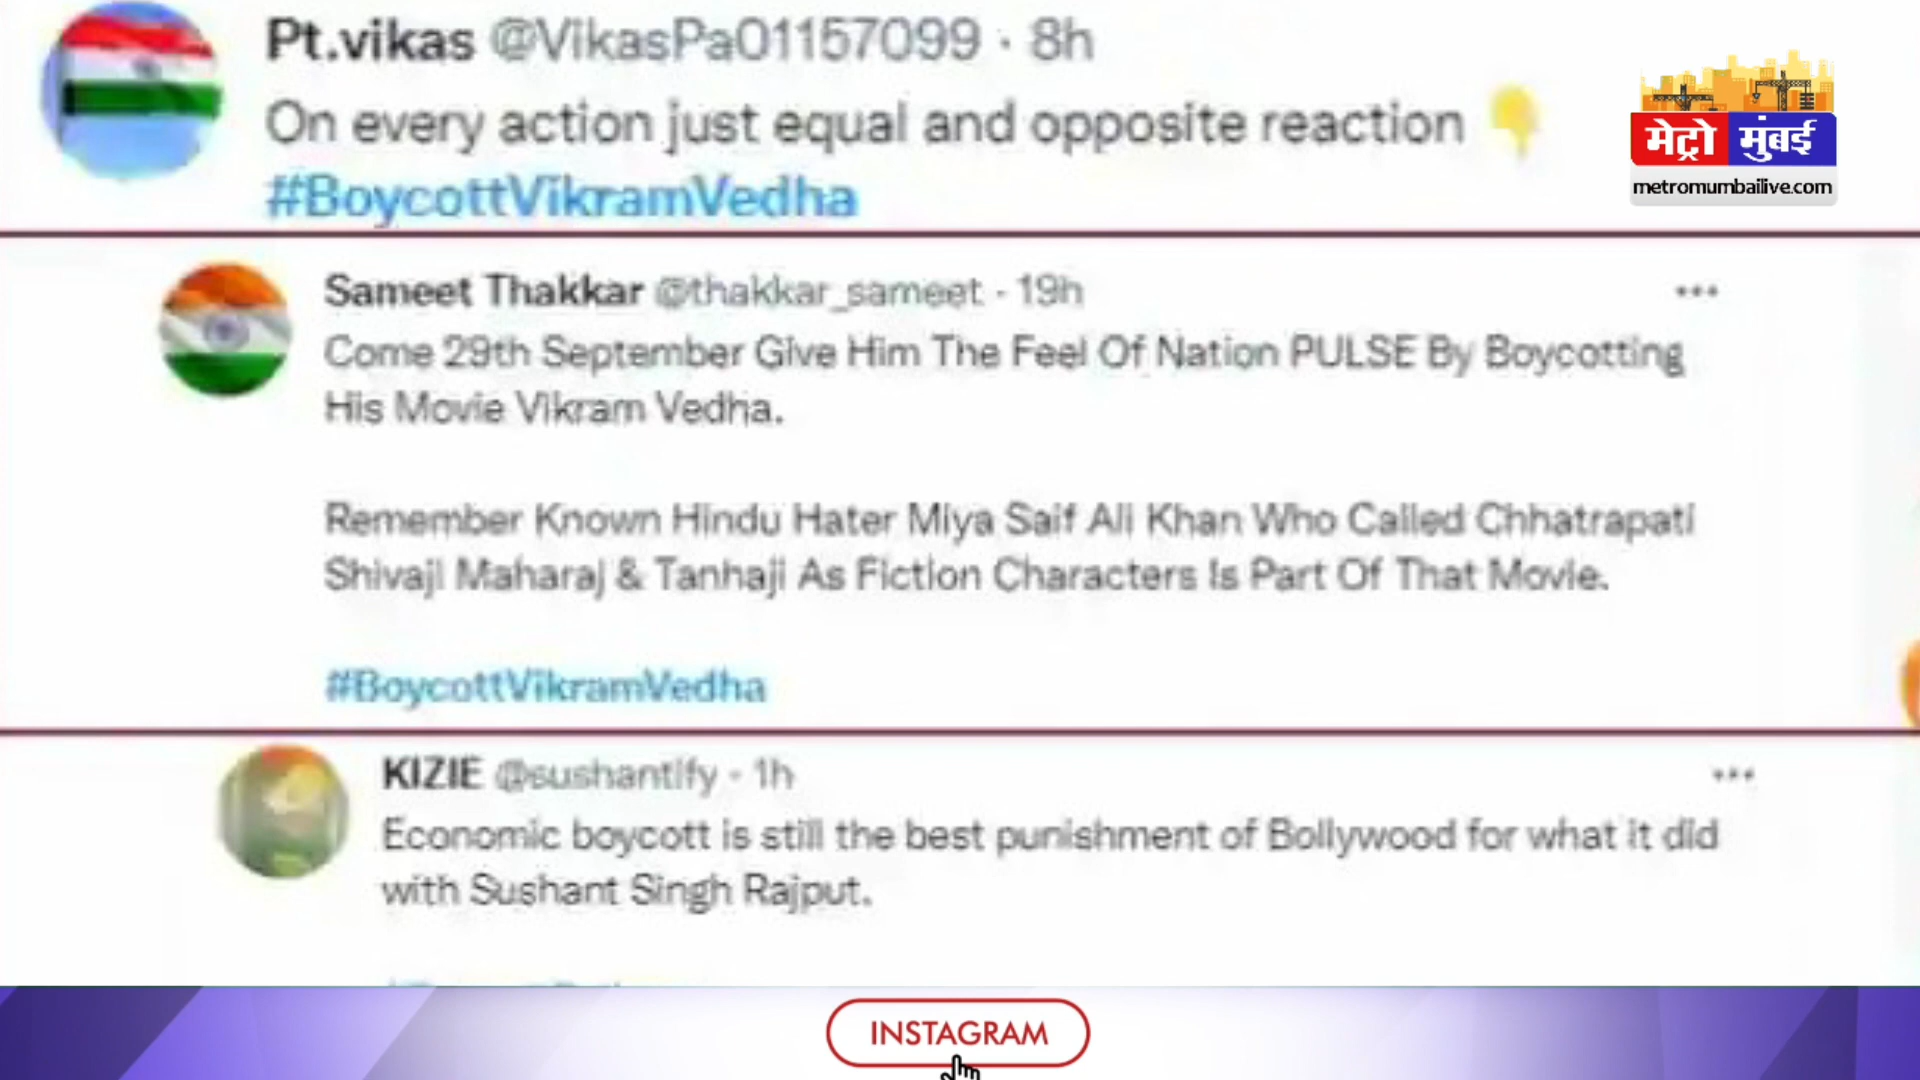 Pt.vikas @VikasPa01157099 · 8h
On every action just equal and opposite reaction 👇
#BoycottVikramVedha
मेट्रो मुंबई
metromumbailive.com
Sameet Thakkar @thakkar_sameet · 19h
Come 29th September Give Him The Feel Of Nation PULSE By Boycotting
His Movie Vikram Vedha.
Remember Known Hindu Hater Miya Saif Ali Khan Who Called Chhatrapati
Shivaji Maharaj & Tanhaji As Fiction Characters Is Part Of That Movie.
#BoycottVikramVedha
KIZIE @sushantify · 1h
Economic boycott is still the best punishment of Bollywood for what it did
with Sushant Singh Rajput.
INSTAGRAM